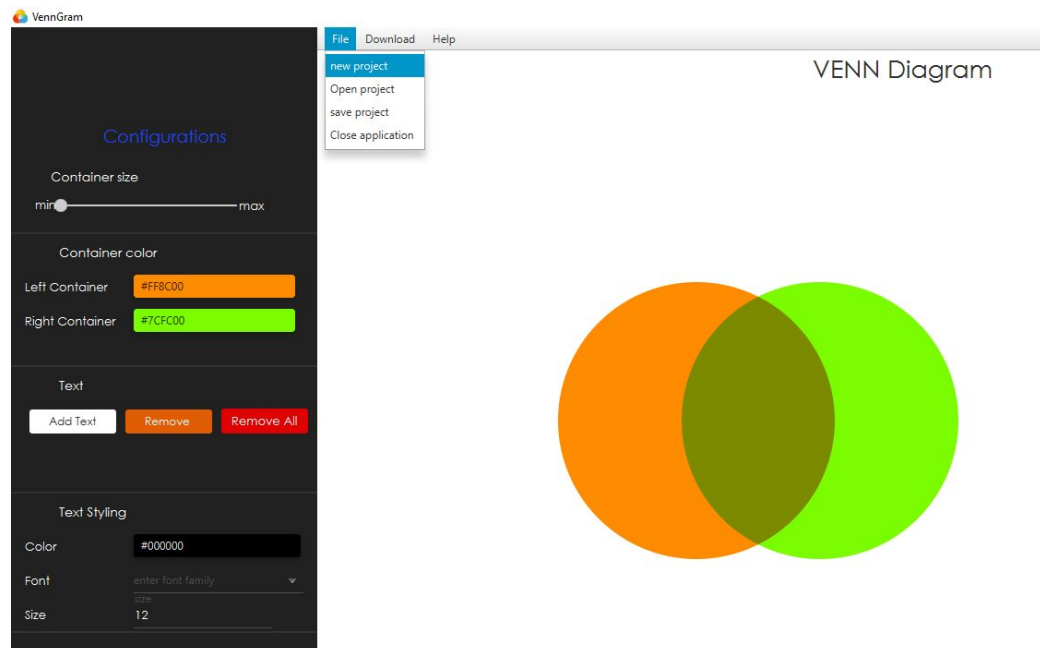 VennGram
File Download Help
new project
Open project
save project
Close application
VENN Diagram
Configurations
Container size
min max
Container color
Left Container #FF8C00
Right Container #7CFC00
Text
Add Text Remove Remove All
Text Styling
Color #000000
Font enter font family
size
Size 12